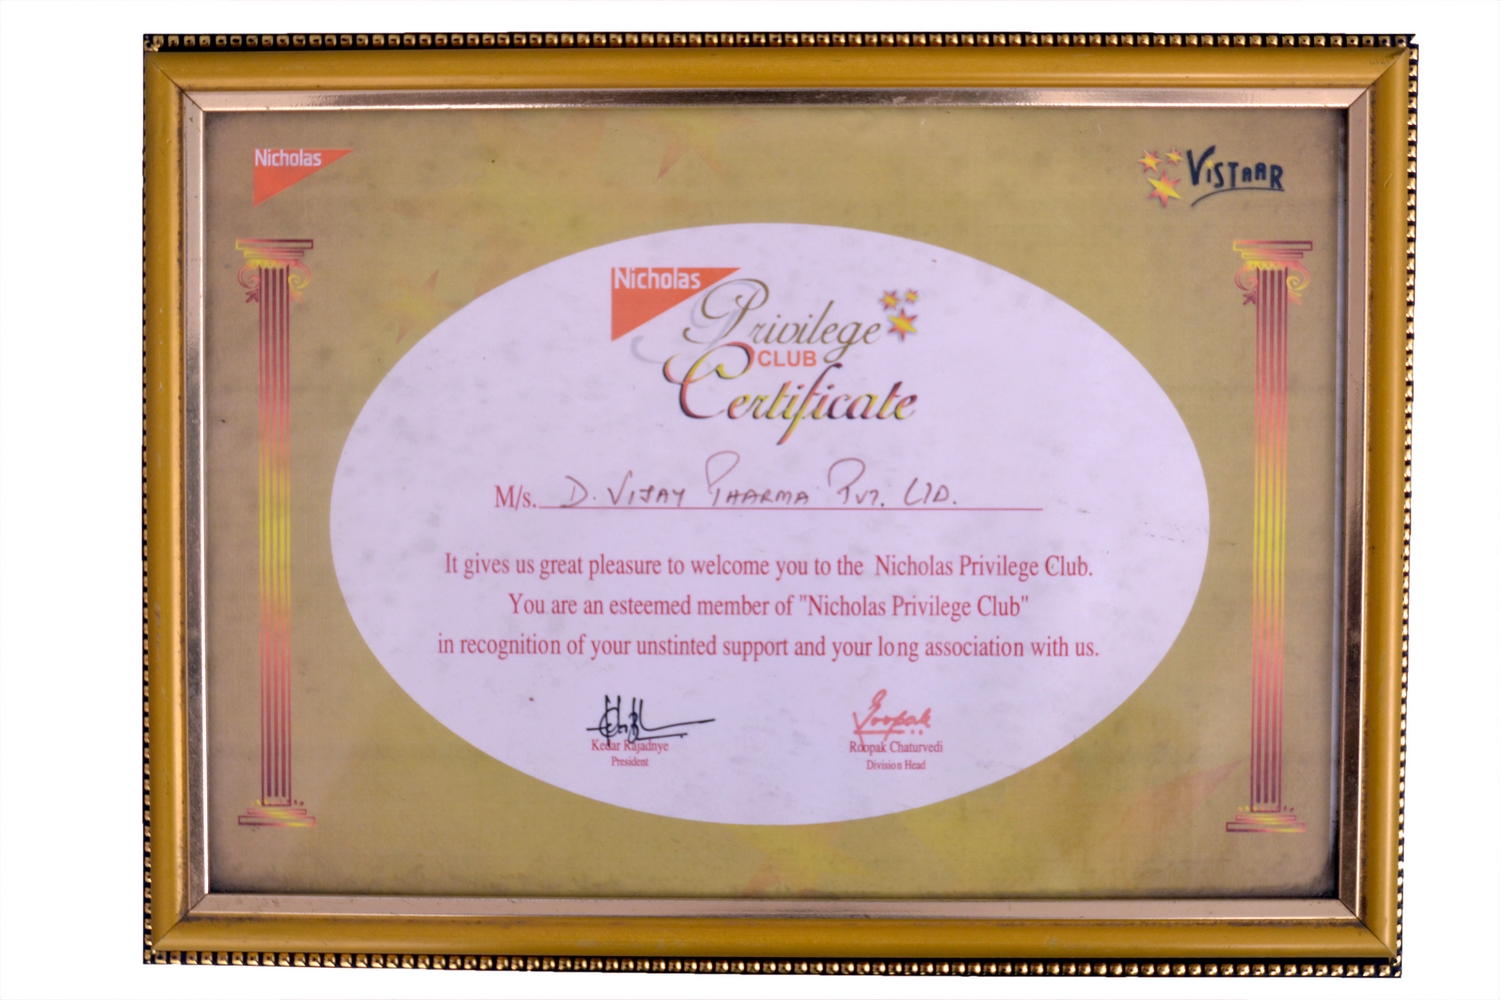 Nicholas
VISTAAR
Nicholas
Privilege
CLUB
Certificate
M/s. D. VIJAY PHARMA PVT. LTD.
It gives us great pleasure to welcome you to the Nicholas Privilege Club.
You are an esteemed member of "Nicholas Privilege Club"
in recognition of your unstinted support and your long association with us.
Roopak
Kedar Rajadnye
Roopak Chaturvedi
President
Division Head